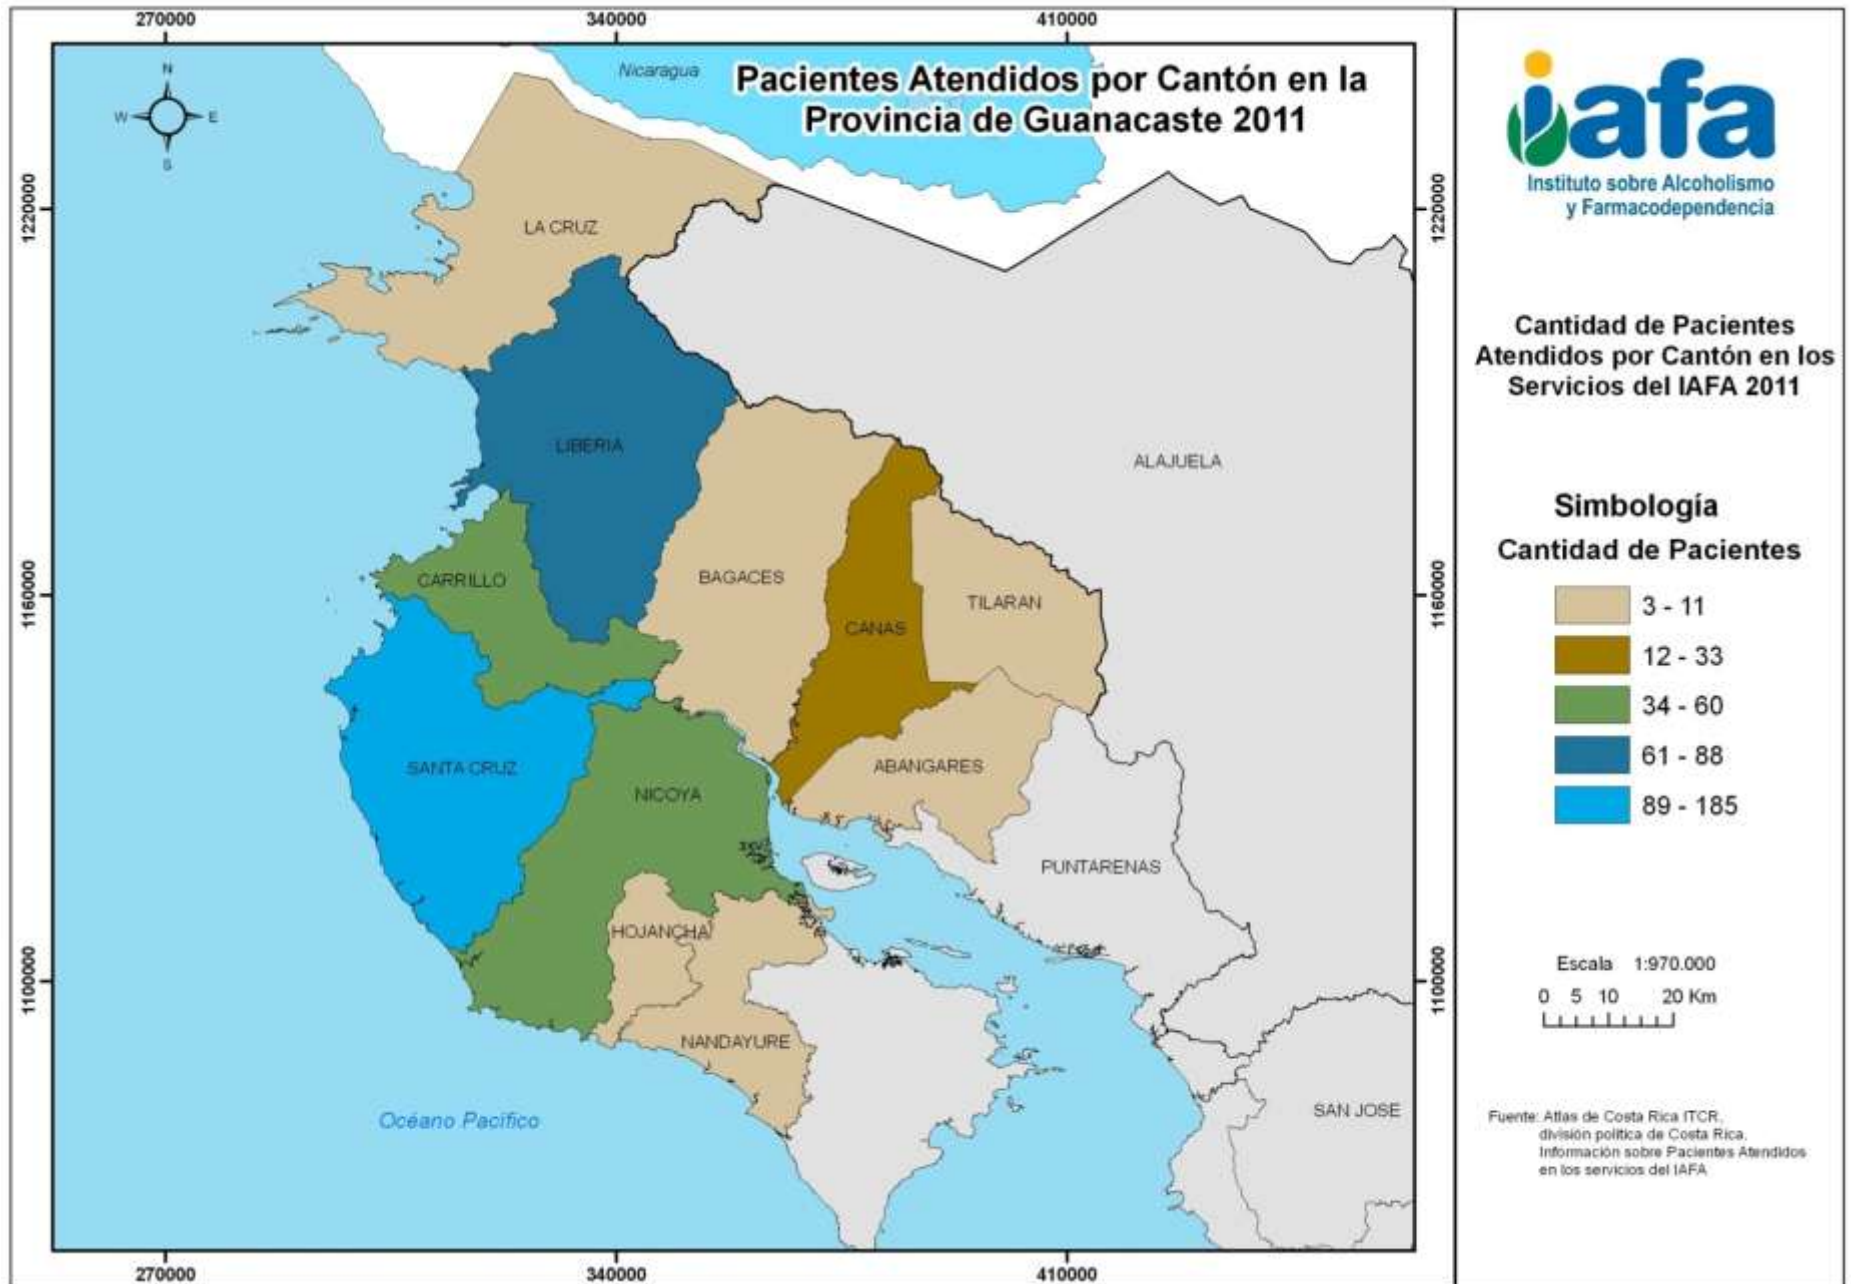 270000
340000
410000
Nicaragua
Pacientes Atendidos por Cantón en la
Provincia de Guanacaste 2011
N
W
E
S
1220000
1220000
LA CRUZ
LIBERIA
ALAJUELA
1160000
1160000
CARRILLO
BAGACES
TILARAN
CANAS
SANTA CRUZ
ABANGARES
NICOYA
PUNTARENAS
HOJANCHA
1100000
1100000
NANDAYURE
SAN JOSE
Océano Pacífico
270000
340000
410000
iafa
Instituto sobre Alcoholismo
y Farmacodependencia
Cantidad de Pacientes
Atendidos por Cantón en los
Servicios del IAFA 2011
Simbología
Cantidad de Pacientes
3 - 11
12 - 33
34 - 60
61 - 88
89 - 185
Escala 1:970.000
0 5 10 20 Km
Fuente: Atlas de Costa Rica ITCR,
división política de Costa Rica.
Información sobre Pacientes Atendidos
en los servicios del IAFA